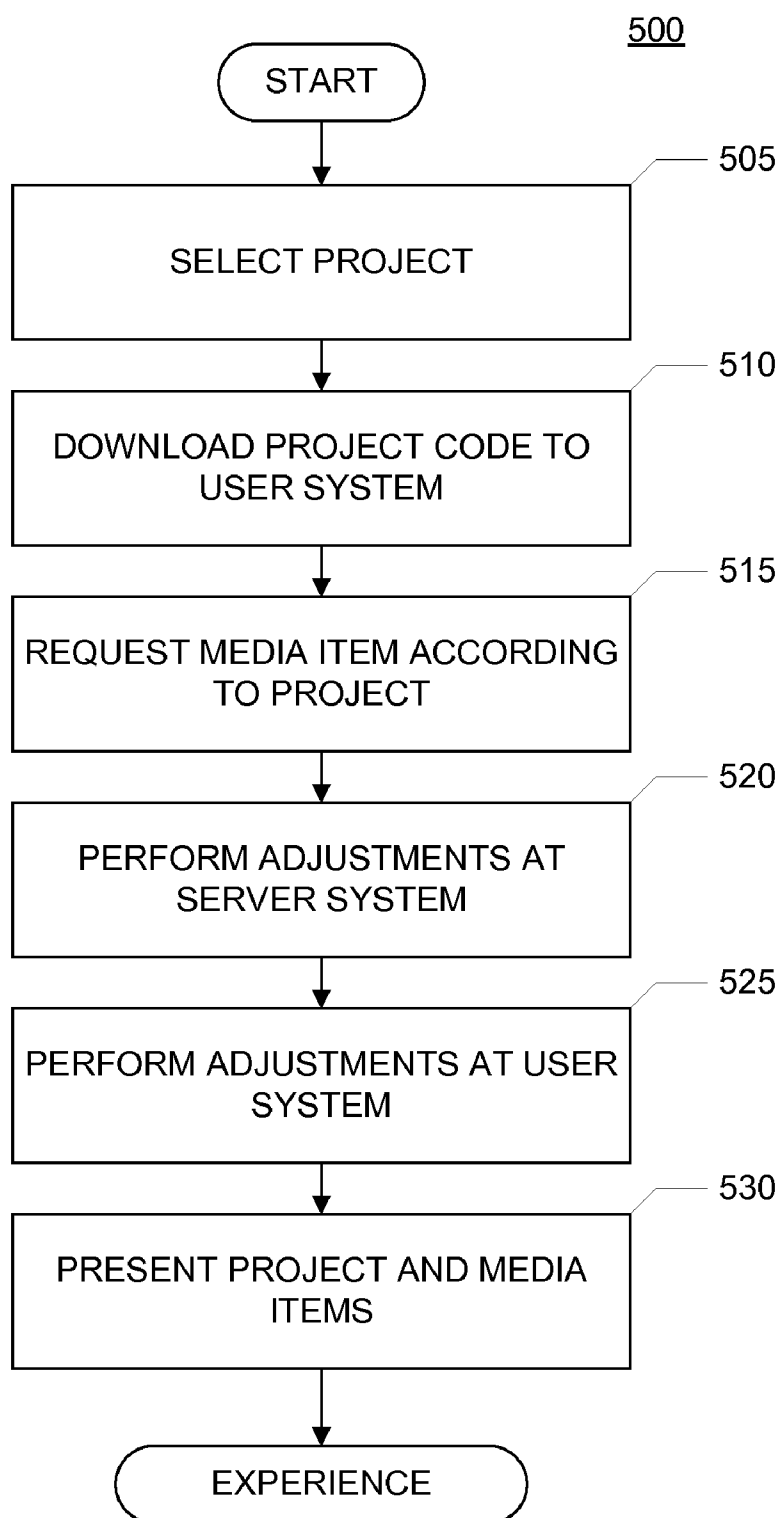 500
START
505
SELECT PROJECT
510
DOWNLOAD PROJECT CODE TO
USER SYSTEM
515
REQUEST MEDIA ITEM ACCORDING
TO PROJECT
520
PERFORM ADJUSTMENTS AT
SERVER SYSTEM
525
PERFORM ADJUSTMENTS AT USER
SYSTEM
530
PRESENT PROJECT AND MEDIA
ITEMS
EXPERIENCE